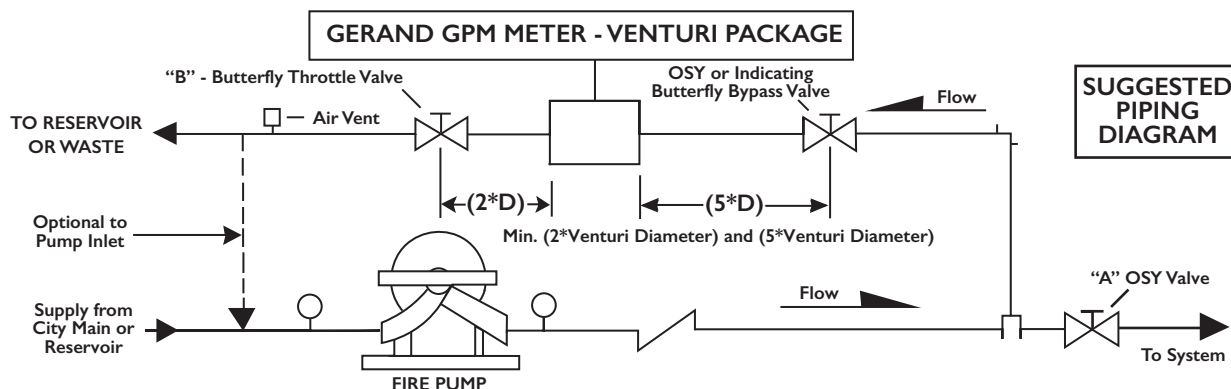 GERAND GPM METER - VENTURI PACKAGE
“B” - Butterfly Throttle Valve
OSY or Indicating
Butterfly Bypass Valve
Flow
SUGGESTED
PIPING
DIAGRAM
Air Vent
TO RESERVOIR
OR WASTE
(2*D)
(5*D)
Optional to
Pump Inlet
Min. (2*Venturi Diameter) and (5*Venturi Diameter)
“A” OSY Valve
Flow
Supply from
City Main or
Reservoir
To System
FIRE PUMP